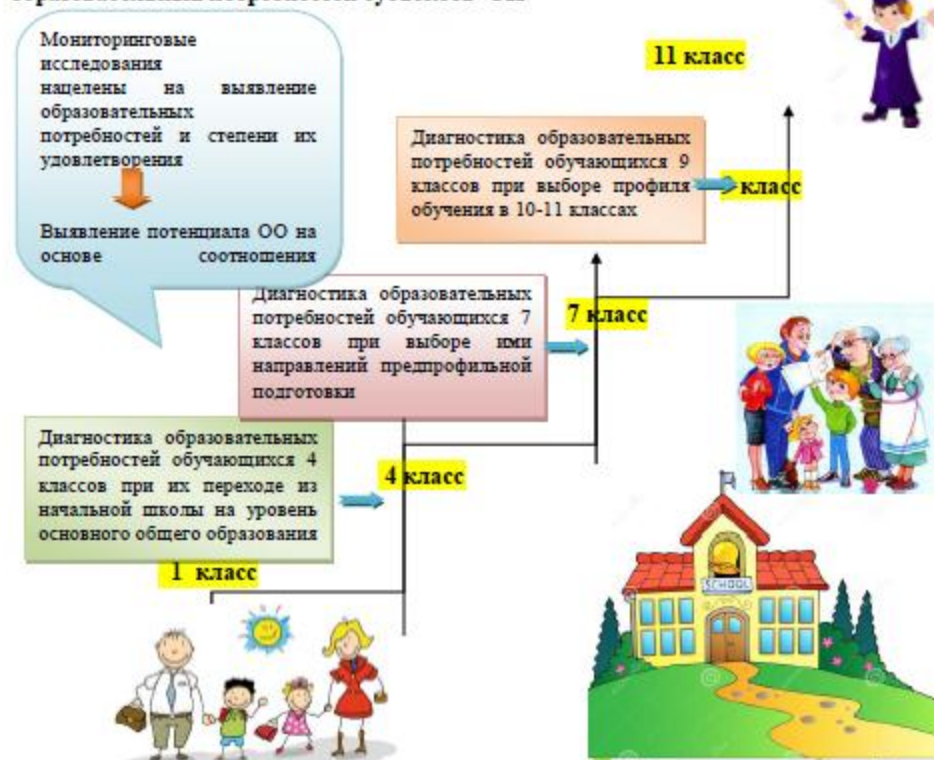 Мониторинговые
исследования
нацелены на выявление
образовательных
потребностей и степени их
удовлетворения
Выявление потенциала ОО на
основе соотношения
11 класс
Диагностика образовательных
потребностей обучающихся 9
классов при выборе профиля
обучения в 10-11 классах
класс
Диагностика образовательных
потребностей обучающихся 7
классов при выборе ими
направлений предпрофильной
подготовки
7 класс
Диагностика образовательных
потребностей обучающихся 4
классов при их переходе из
начальной школы на уровень
основного общего образования
4 класс
1 класс
SCHOOL